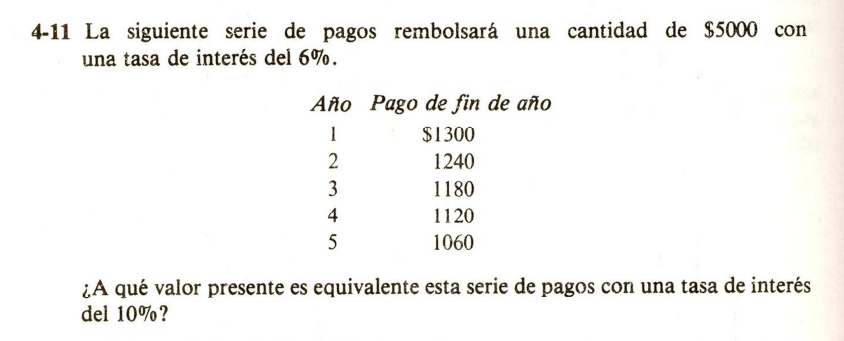 4-11 La siguiente serie de pagos rembolsará una cantidad de $5000 con
una tasa de interés del 6%.
Año Pago de fin de año
1 $1300
2 1240
3 1180
4 1120
5 1060
¿A qué valor presente es equivalente esta serie de pagos con una tasa de interés
del 10%?